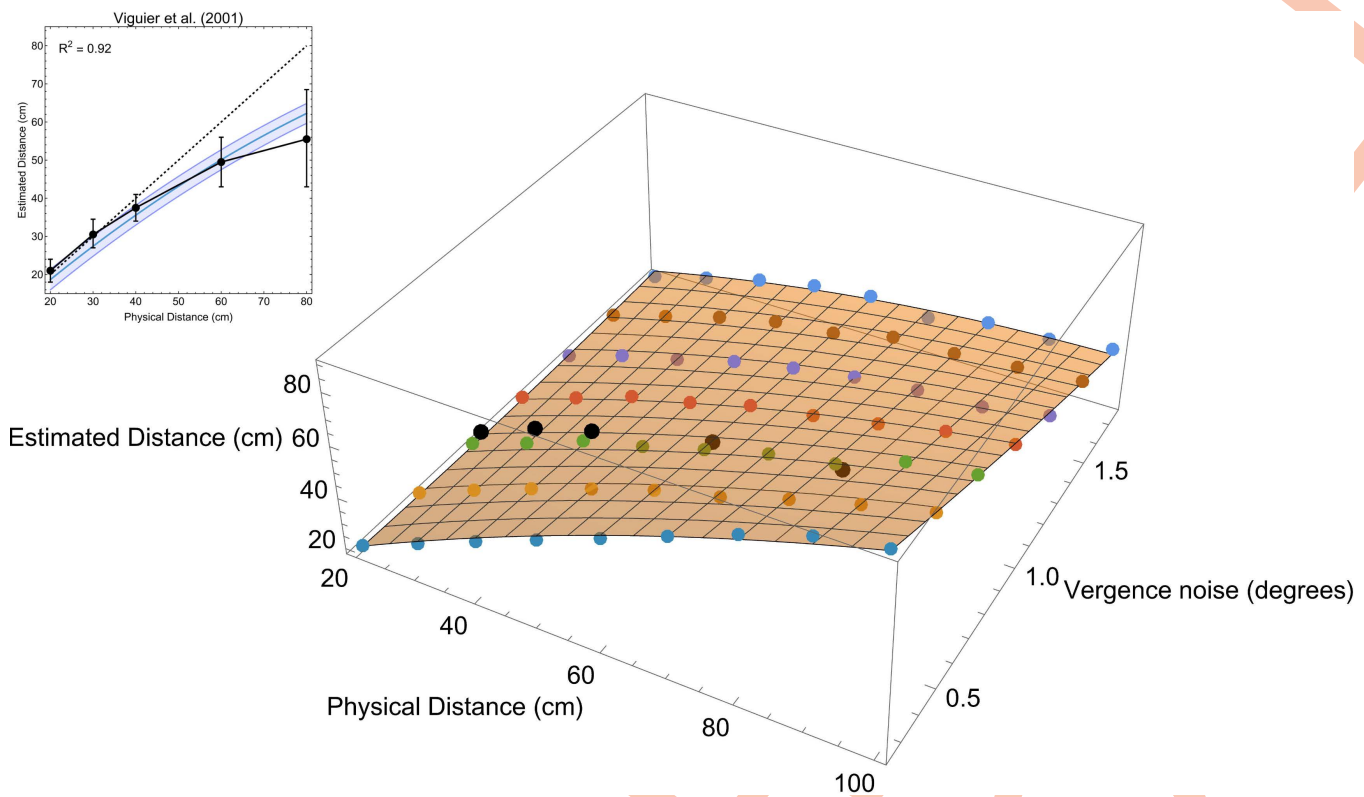 Viguier et al. (2001)
R² = 0.92
80
70
60
50
40
30
20
Estimated Distance (cm)
20 30 40 50 60 70 80
Physical Distance (cm)
80
60
40
20
Estimated Distance (cm)
20
40
60
80
100
Physical Distance (cm)
0.5
1.0
1.5
Vergence noise (degrees)